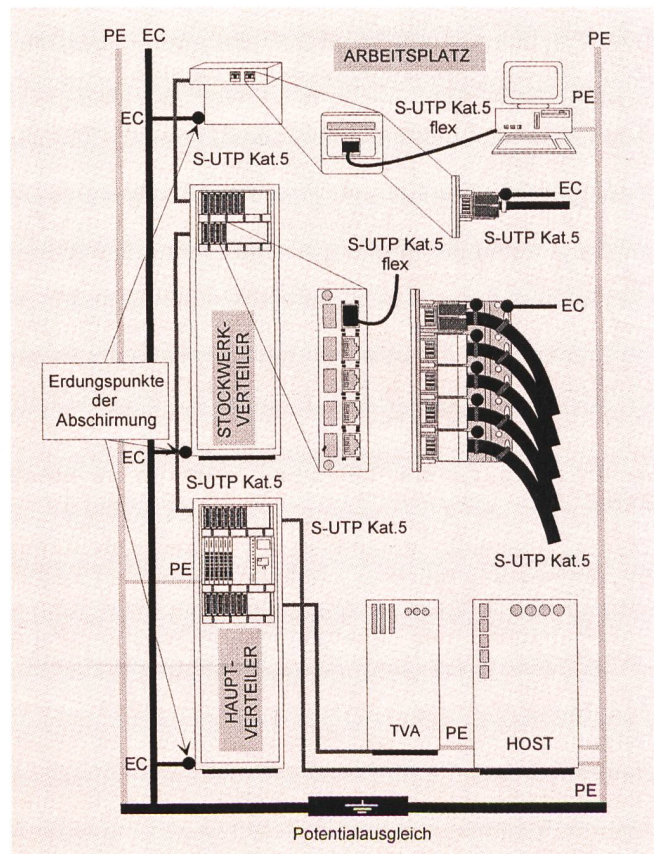 PE EC
ARBEITSPLATZ
PE
PE
S-UTP Kat.5
flex
EC
S-UTP Kat.5
EC
S-UTP Kat.5
S-UTP Kat.5
flex
EC
STOCKWERK-
VERTEILER
Erdungspunkte
der
Abschirmung
EC
S-UTP Kat.5
S-UTP Kat.5
S-UTP Kat.5
PE
HAUPT-
VERTEILER
TVA
PE
HOST
EC
PE
Potentialausgleich